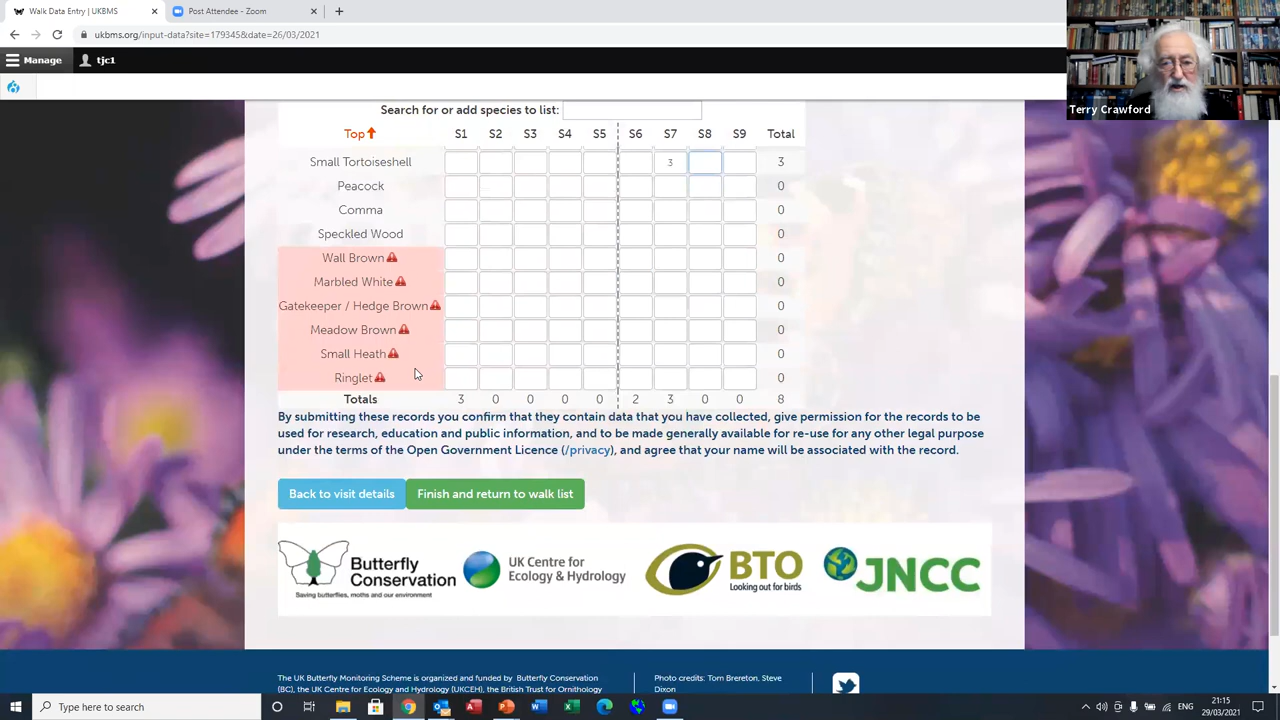 Walk Data Entry | UKBMS
Post Attendee - Zoom
ukbms.org/input-data?site=179345&date=26/03/2021
Manage
tjc1
Terry Crawford
Search for or add species to list:
Top S1 S2 S3 S4 S5 S6 S7 S8 S9 Total
Small Tortoiseshell 3 3
Peacock 0
Comma 0
Speckled Wood 0
Wall Brown 0
Marbled White 0
Gatekeeper / Hedge Brown 0
Meadow Brown 0
Small Heath 0
Ringlet 0
Totals 3 0 0 0 0 2 3 0 0 8
By submitting these records you confirm that they contain data that you have collected, give permission for the records to be
used for research, education and public information, and to be made generally available for re-use for any other legal purpose
under the terms of the Open Government Licence (/privacy), and agree that your name will be associated with the record.
Back to visit details
Finish and return to walk list
Butterfly
Conservation
Saving butterflies, moths and our environment
UK Centre for
Ecology & Hydrology
BTO
Looking out for birds
JNCC
The UK Butterfly Monitoring Scheme is organized and funded by Butterfly Conservation
(BC), the UK Centre for Ecology and Hydrology (UKCEH), the British Trust for Ornithology
Photo credits: Tom Brereton, Steve
Dixon
Type here to search
ENG
21:15
29/03/2021